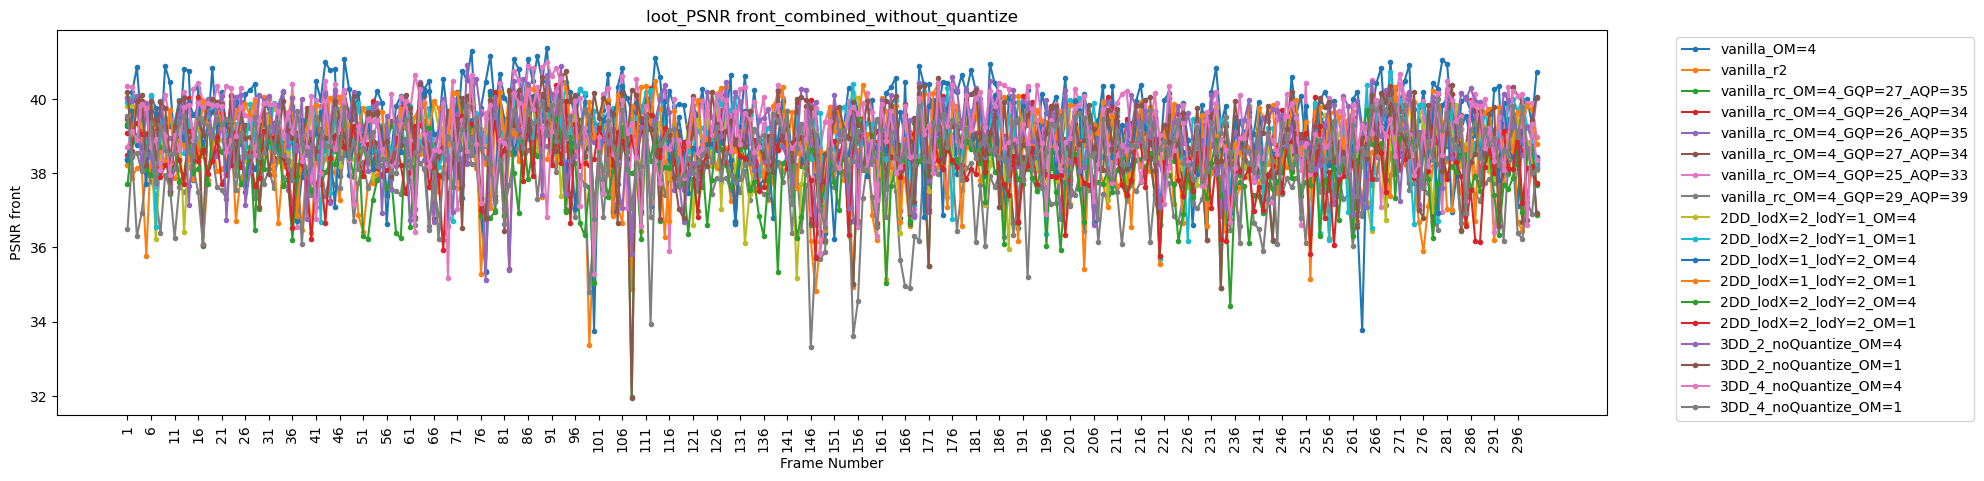 loot_PSNR front_combined_without_quantize
PSNR front
40
38
36
34
32
1 6 11 16 21 26 31 36 41 46 51 56 61 66 71 76 81 86 91 96 101 106 111 116 121 126 131 136 141 146 151 156 161 166 171 176 181 186 191 196 201 206 211 216 221 226 231 236 241 246 251 256 261 266 271 276 281 286 291 296
Frame Number
vanilla_OM=4
vanilla_r2
vanilla_rc_OM=4_GQP=27_AQP=35
vanilla_rc_OM=4_GQP=26_AQP=34
vanilla_rc_OM=4_GQP=26_AQP=35
vanilla_rc_OM=4_GQP=27_AQP=34
vanilla_rc_OM=4_GQP=25_AQP=33
vanilla_rc_OM=4_GQP=29_AQP=39
2DD_lodX=2_lodY=1_OM=4
2DD_lodX=2_lodY=1_OM=1
2DD_lodX=1_lodY=2_OM=4
2DD_lodX=1_lodY=2_OM=1
2DD_lodX=2_lodY=2_OM=4
2DD_lodX=2_lodY=2_OM=1
3DD_2_noQuantize_OM=4
3DD_2_noQuantize_OM=1
3DD_4_noQuantize_OM=4
3DD_4_noQuantize_OM=1